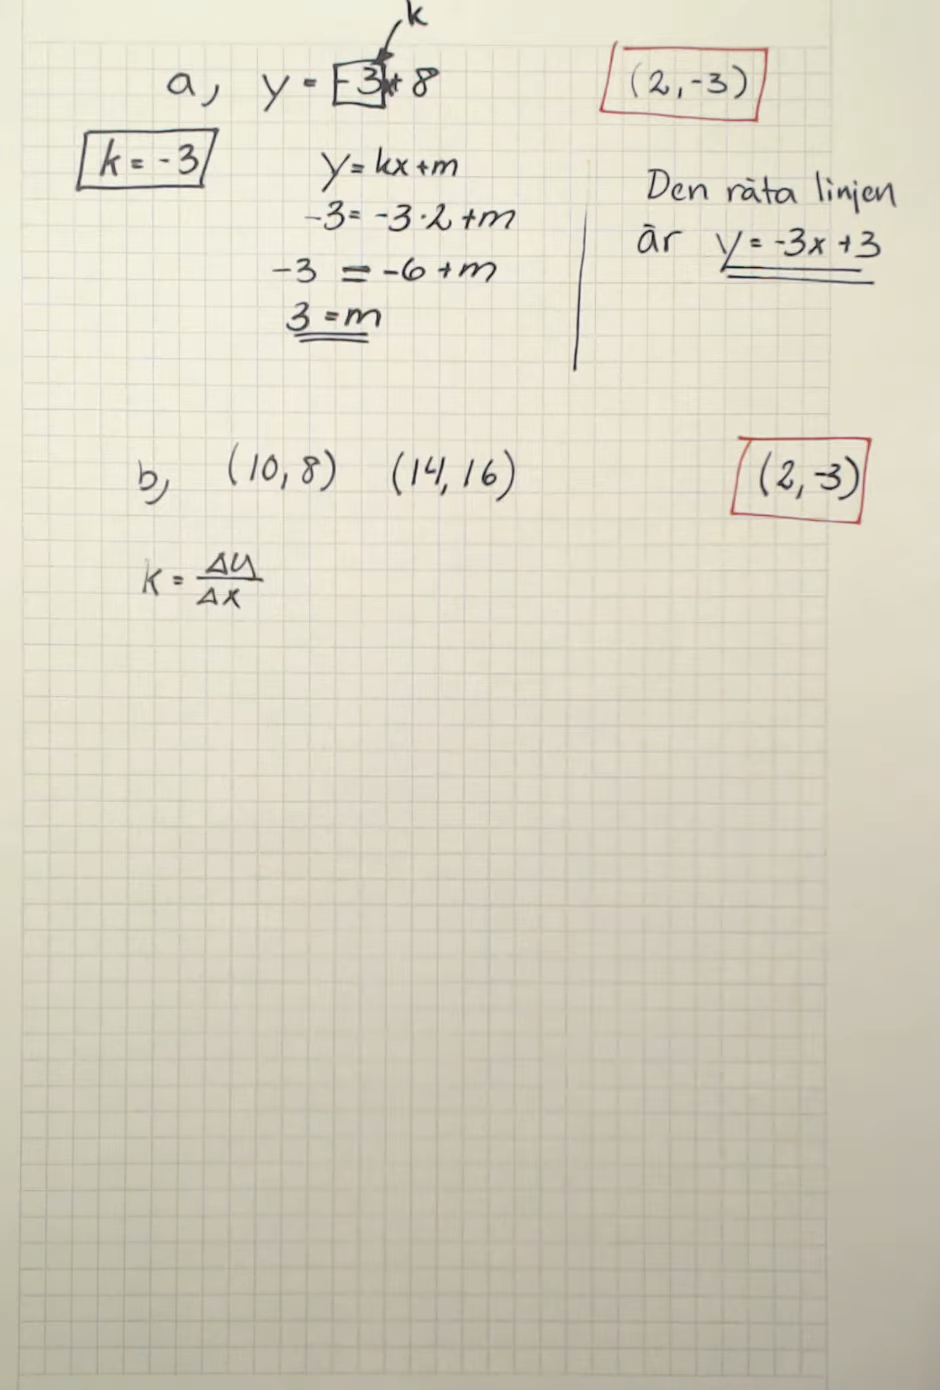 k
a, y = -3x+8
(2,-3)
k = -3
y = kx+m
-3 = -3·2+m
-3 = -6+m
3 = m
Den räta linjen
är y = -3x+3
b, (10,8) (14,16)
(2,-3)
k = Δy/Δx